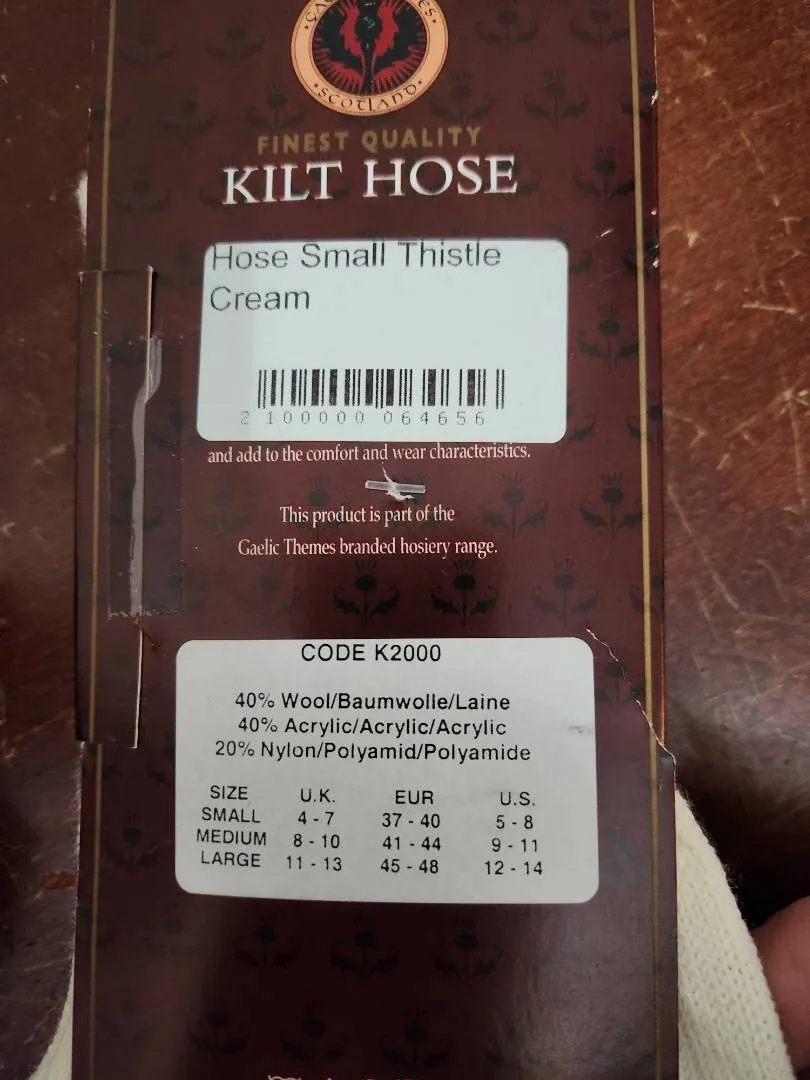 SCOTLAND
FINEST QUALITY
KILT HOSE
Hose Small Thistle
Cream
2 100000 064656
and add to the comfort and wear characteristics.
This product is part of the
Gaelic Themes branded hosiery range.
CODE K2000
40% Wool/Baumwolle/Laine
40% Acrylic/Acrylic/Acrylic
20% Nylon/Polyamid/Polyamide
SIZE U.K. EUR U.S.
SMALL 4 - 7 37 - 40 5 - 8
MEDIUM 8 - 10 41 - 44 9 - 11
LARGE 11 - 13 45 - 48 12 - 14